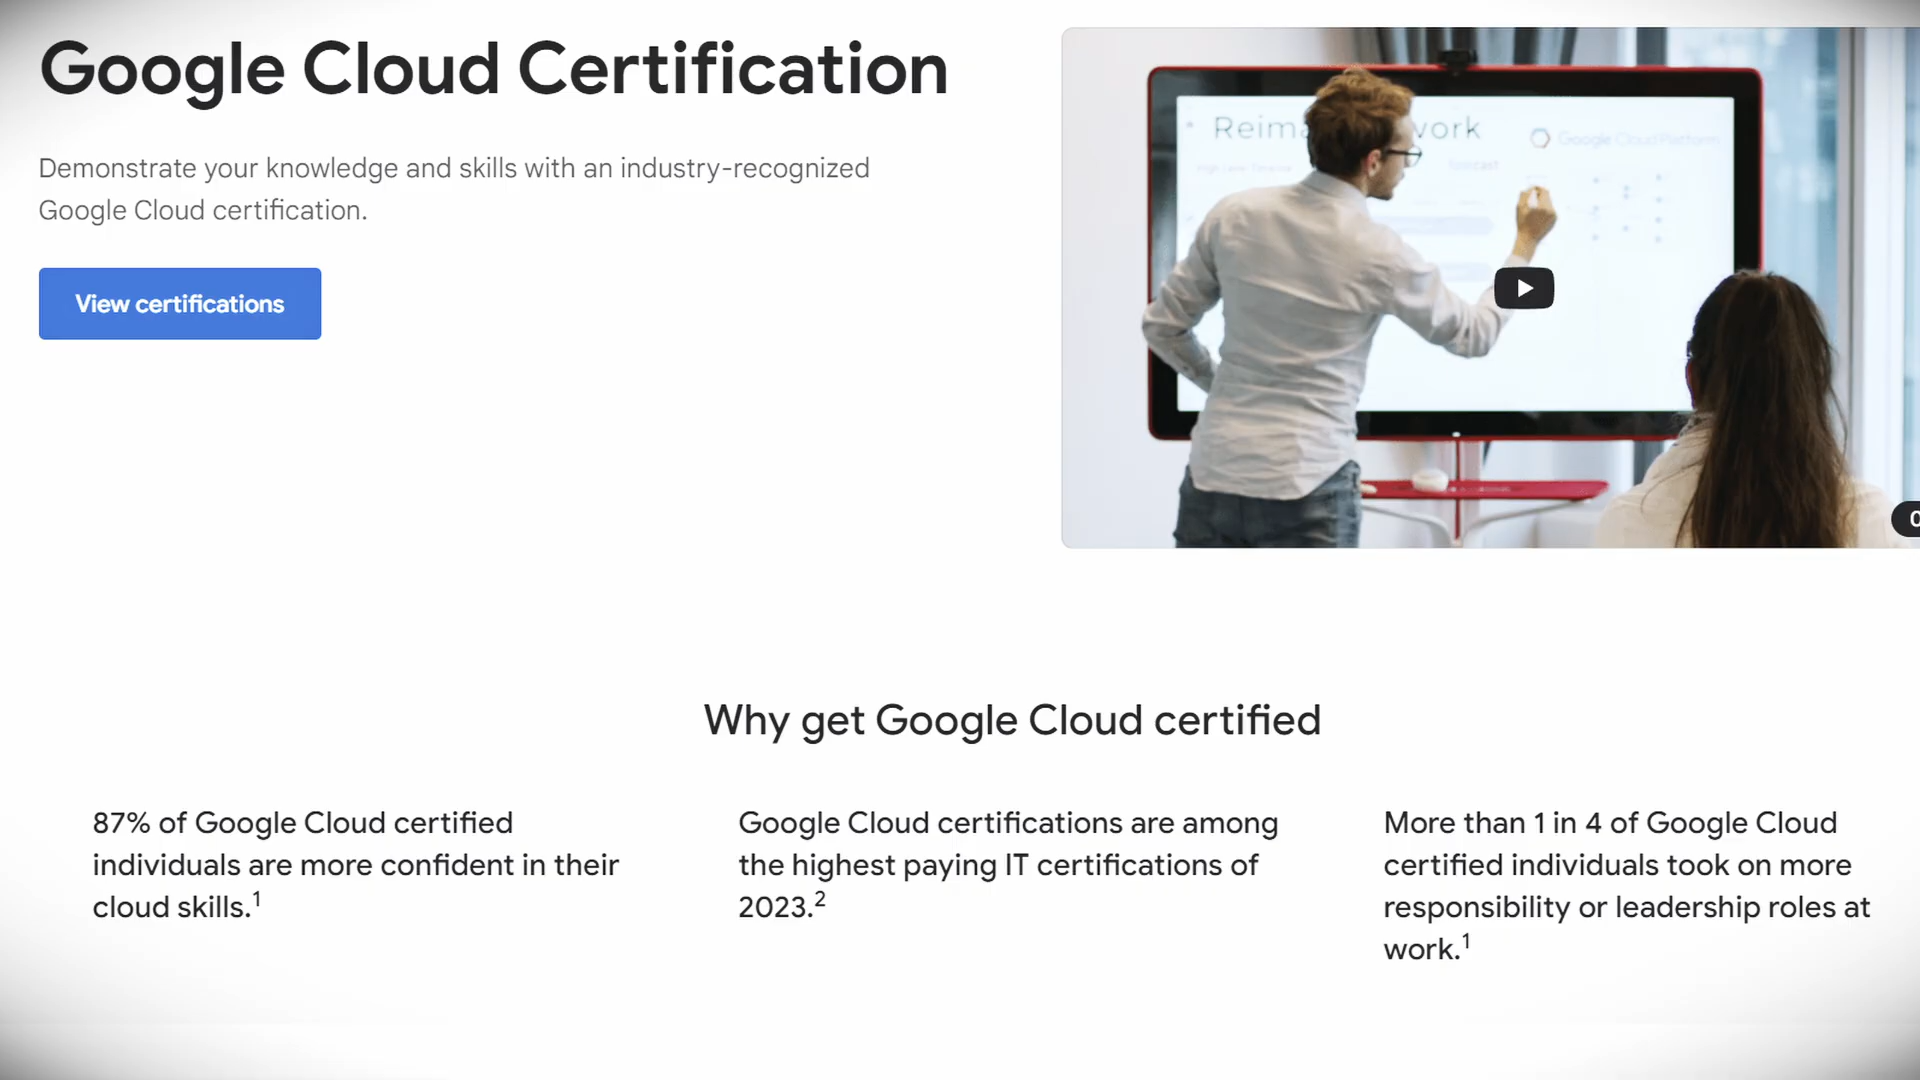 Google Cloud Certification
Demonstrate your knowledge and skills with an industry-recognized
Google Cloud certification.
View certifications
Google Cloud Platform
Why get Google Cloud certified
87% of Google Cloud certified
individuals are more confident in their
cloud skills.1
Google Cloud certifications are among
the highest paying IT certifications of
2023.2
More than 1 in 4 of Google Cloud
certified individuals took on more
responsibility or leadership roles at
work.1